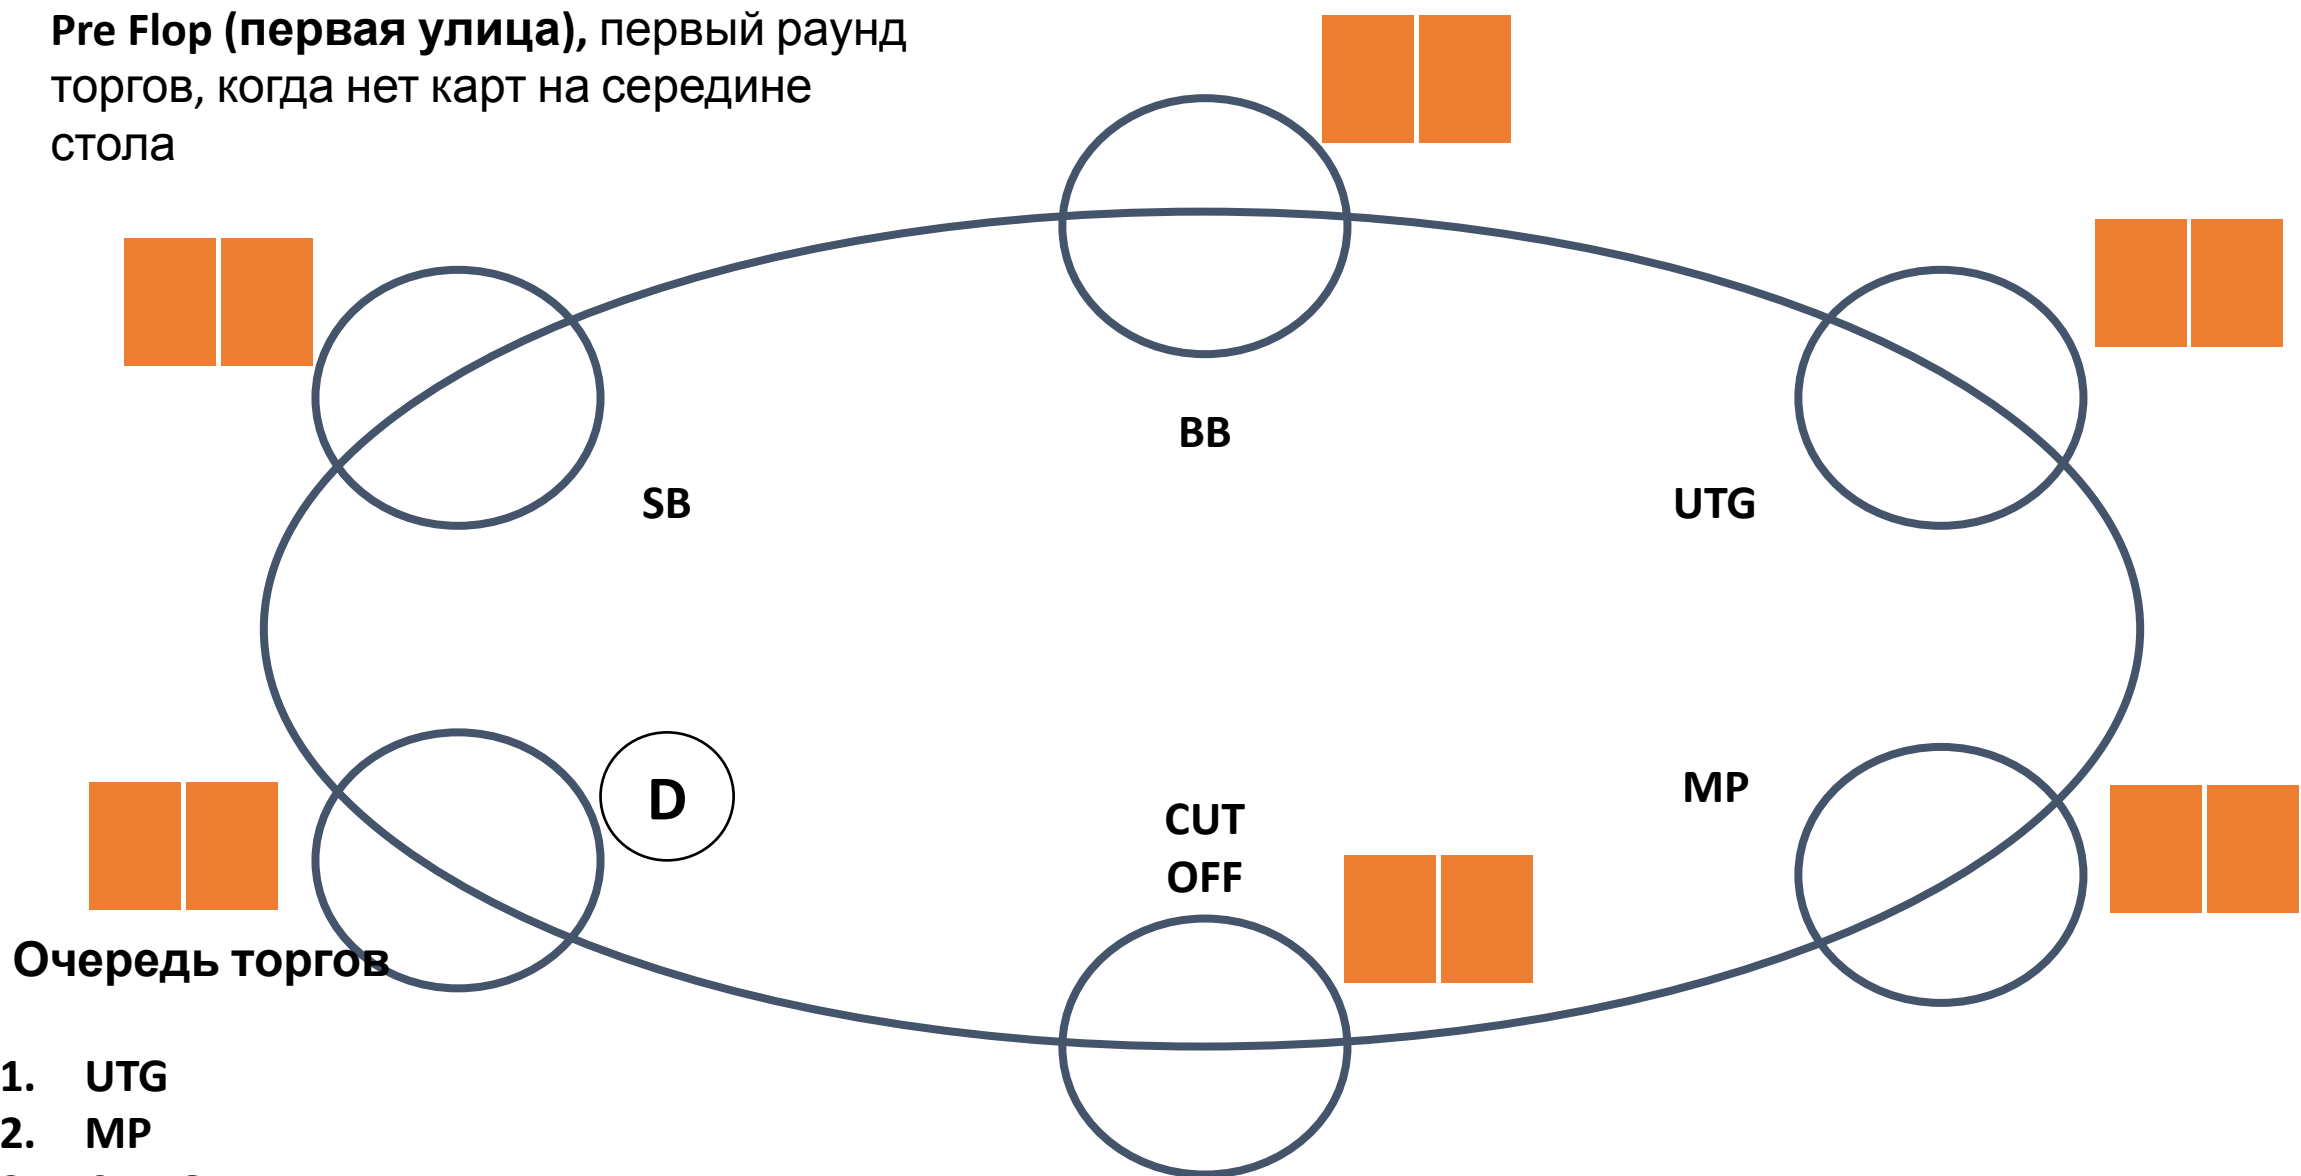 Pre Flop (первая улица), первый раунд
торгов, когда нет карт на середине
стола
BB
SB
UTG
D
MP
CUT
OFF
Очередь торгов
1. UTG
2. MP